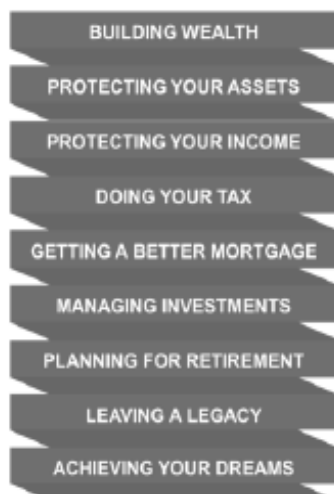 BUILDING WEALTH
PROTECTING YOUR ASSETS
PROTECTING YOUR INCOME
DOING YOUR TAX
GETTING A BETTER MORTGAGE
MANAGING INVESTMENTS
PLANNING FOR RETIREMENT
LEAVING A LEGACY
ACHIEVING YOUR DREAMS